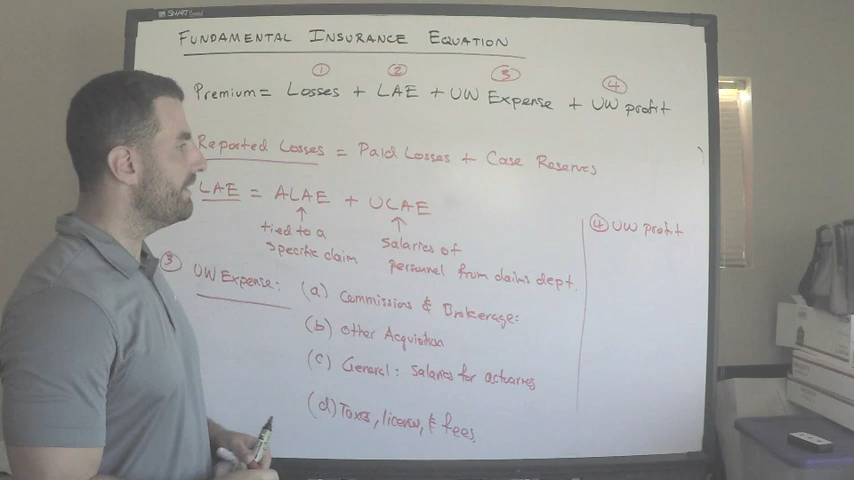 SMART Board
FUNDAMENTAL INSURANCE EQUATION
① ② ③ ④
Premium = Losses + LAE + UW Expense + UW profit
Reported Losses = Paid Losses + Case Reserves
LAE = ALAE + ULAE
tied to a specific claim
salaries of personnel from claims dept.
③ UW Expense:
(a) Commissions & Brokerage:
(b) Other Acquisition
(c) General: Salaries for actuaries
(d) Taxes, license, & fees
④ UW profit